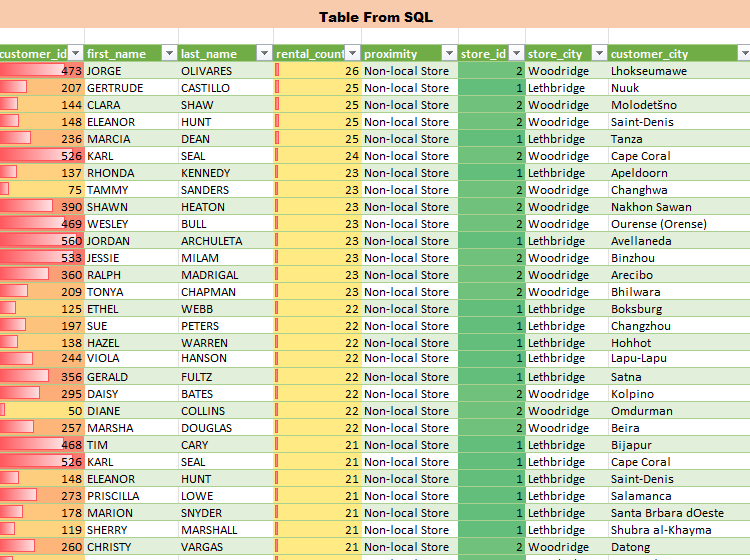 Table From SQL
customer_id first_name last_name rental_count proximity store_id store_city customer_city
473 JORGE OLIVARES 26 Non-local Store 2 Woodridge Lhokseumawe
207 GERTRUDE CASTILLO 25 Non-local Store 1 Lethbridge Nuuk
144 CLARA SHAW 25 Non-local Store 2 Woodridge Molodetšno
148 ELEANOR HUNT 25 Non-local Store 2 Woodridge Saint-Denis
236 MARCIA DEAN 25 Non-local Store 1 Lethbridge Tanza
526 KARL SEAL 24 Non-local Store 2 Woodridge Cape Coral
137 RHONDA KENNEDY 23 Non-local Store 1 Lethbridge Apeldoorn
75 TAMMY SANDERS 23 Non-local Store 2 Woodridge Changhwa
390 SHAWN HEATON 23 Non-local Store 2 Woodridge Nakhon Sawan
469 WESLEY BULL 23 Non-local Store 2 Woodridge Ourense (Orense)
560 JORDAN ARCHULETA 23 Non-local Store 1 Lethbridge Avellaneda
533 JESSIE MILAM 23 Non-local Store 2 Woodridge Binzhou
360 RALPH MADRIGAL 23 Non-local Store 2 Woodridge Arecibo
209 TONYA CHAPMAN 23 Non-local Store 2 Woodridge Bhilwara
125 ETHEL WEBB 22 Non-local Store 1 Lethbridge Boksburg
197 SUE PETERS 22 Non-local Store 1 Lethbridge Changzhou
138 HAZEL WARREN 22 Non-local Store 1 Lethbridge Hohhot
244 VIOLA HANSON 22 Non-local Store 1 Lethbridge Lapu-Lapu
356 GERALD FULTZ 22 Non-local Store 1 Lethbridge Satna
295 DAISY BATES 22 Non-local Store 2 Woodridge Kolpino
50 DIANE COLLINS 22 Non-local Store 2 Woodridge Omdurman
257 MARSHA DOUGLAS 22 Non-local Store 2 Woodridge Beira
468 TIM CARY 21 Non-local Store 1 Lethbridge Bijapur
526 KARL SEAL 21 Non-local Store 1 Lethbridge Cape Coral
148 ELEANOR HUNT 21 Non-local Store 1 Lethbridge Saint-Denis
273 PRISCILLA LOWE 21 Non-local Store 1 Lethbridge Salamanca
178 MARION SNYDER 21 Non-local Store 1 Lethbridge Santa Brbara dOeste
119 SHERRY MARSHALL 21 Non-local Store 1 Lethbridge Shubra al-Khayma
260 CHRISTY VARGAS 21 Non-local Store 2 Woodridge Datong